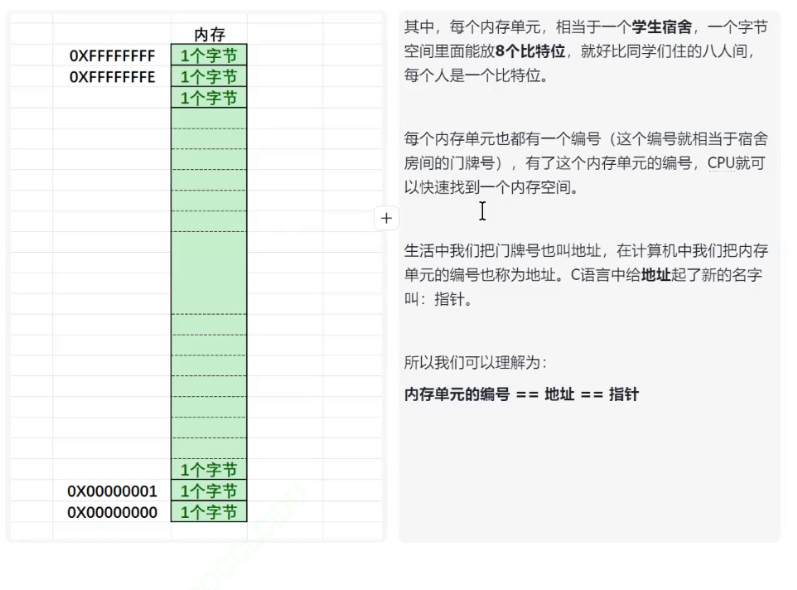 内存
0XFFFFFFFF 1个字节
0XFFFFFFFE 1个字节
1个字节
1个字节
0X00000001 1个字节
0X00000000 1个字节
其中，每个内存单元，相当于一个学生宿舍，一个字节
空间里面能放8个比特位，就好比同学们住的八人间，
每个人是一个比特位。
每个内存单元也都有一个编号（这个编号就相当于宿舍
房间的门牌号），有了这个内存单元的编号，CPU就可
以快速找到一个内存空间。
生活中我们把门牌号也叫地址，在计算机中我们把内存
单元的编号也称为地址。C语言中给地址起了新的名字
叫：指针。
所以我们可以理解为：
内存单元的编号 == 地址 == 指针